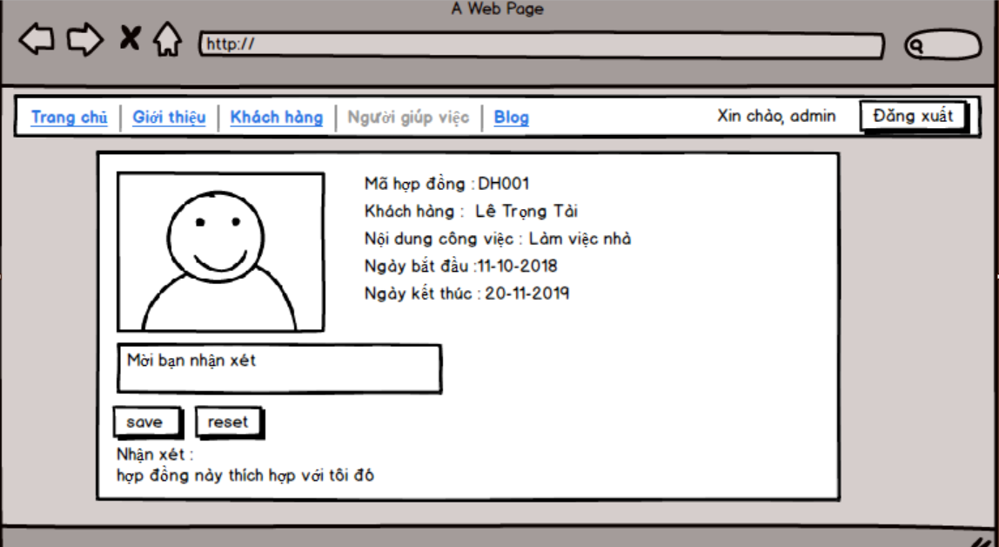 A Web Page
http://
Trang chủ Giới thiệu Khách hàng Người giúp việc Blog Xin chào, admin Đăng xuất
Mã hợp đồng : DH001
Khách hàng : Lê Trọng Tài
Nội dung công việc : Làm việc nhà
Ngày bắt đầu :11-10-2018
Ngày kết thúc : 20-11-2019
Mời bạn nhận xét
save reset
Nhận xét :
hợp đồng này thích hợp với tôi đó